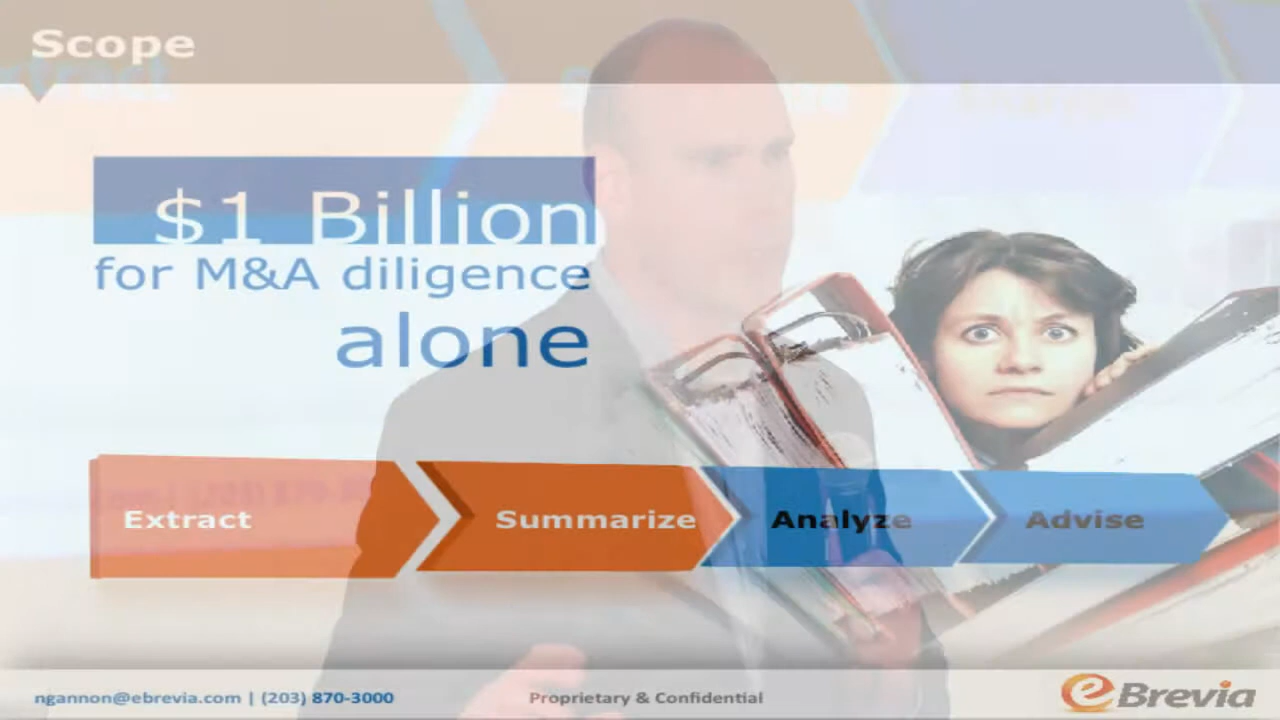 Scope
$1 Billion
for M&A diligence
alone
Extract
Summarize
Analyze
Advise
ngannon@ebrevia.com | (203) 870-3000
Proprietary & Confidential
eBrevia